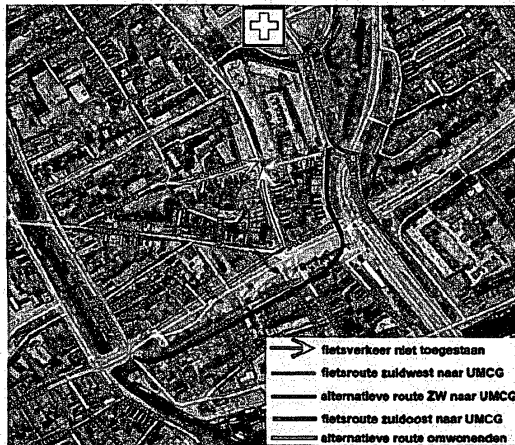 fietsverkeer niet toegestaan
fietsroute zuidwest naar UMCG
alternatieve route ZW naar UMCG
fietsroute zuidoost naar UMCG
alternatieve route omwonenden